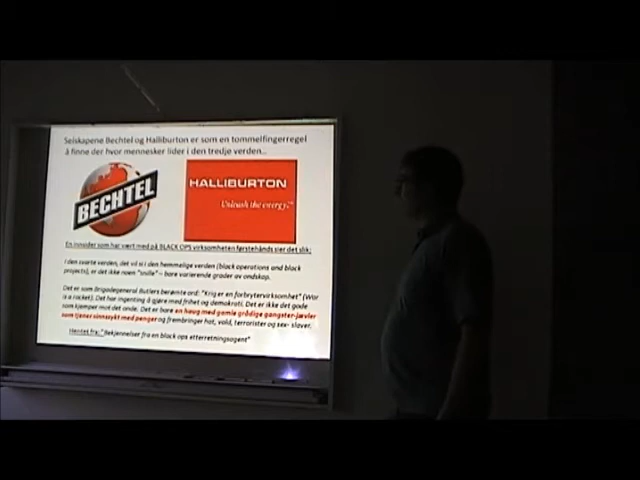 Selskapene Bechtel og Halliburton er som en tommelfingerregel
å finne der hvor mennesker lider i den tredje verden...
BECHTEL
HALLIBURTON
Unleash the energy.™
En innsider som har vært med på BLACK OPS virksomheten førstehånds sier det slik:
I den svarte verden, det vil si i den hemmelige verden (black operations and black
projects), er det ikke noen "snille" – bare varierende grader av ondskap.
Det er som Brigadegeneral Butlers berømte ord: "Krig er en forbrytervirksomhet" (War
is a racket). Det har ingenting å gjøre med frihet og demokrati. Det er ikke det gode
som kjemper mot det onde. Det er bare en haug med gamle grådige gangster-jævler
som tjener sinnssykt med penger og frembringer hat, vold, terrorister og sex- slaver.
Hentet fra: "Bekjennelser fra en black ops etterretningsagent"